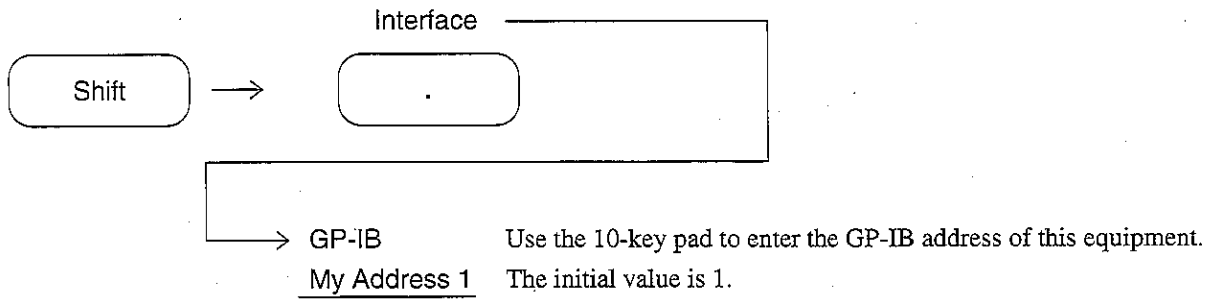 Interface
Shift
.
GP-IB Use the 10-key pad to enter the GP-IB address of this equipment.
My Address 1 The initial value is 1.